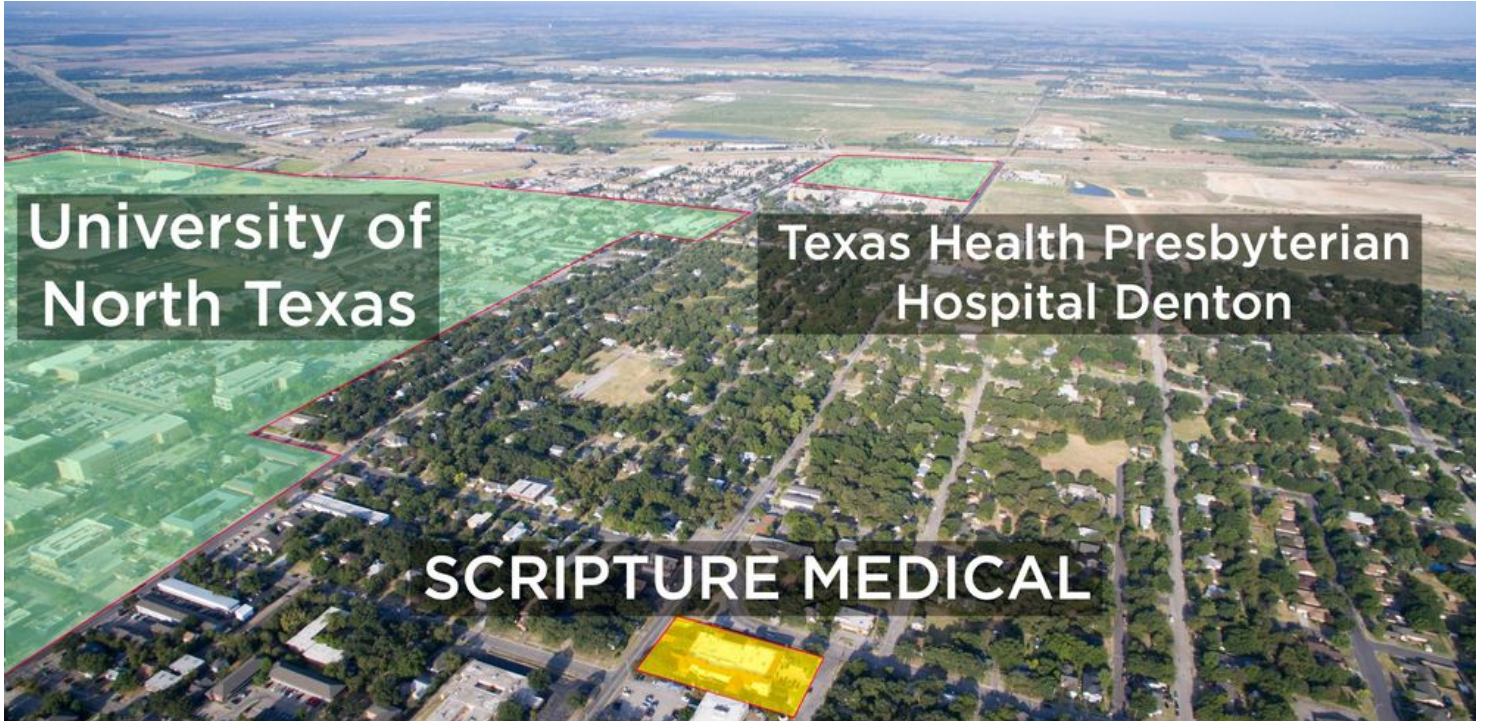 University of
North Texas
Texas Health Presbyterian
Hospital Denton
SCRIPTURE MEDICAL